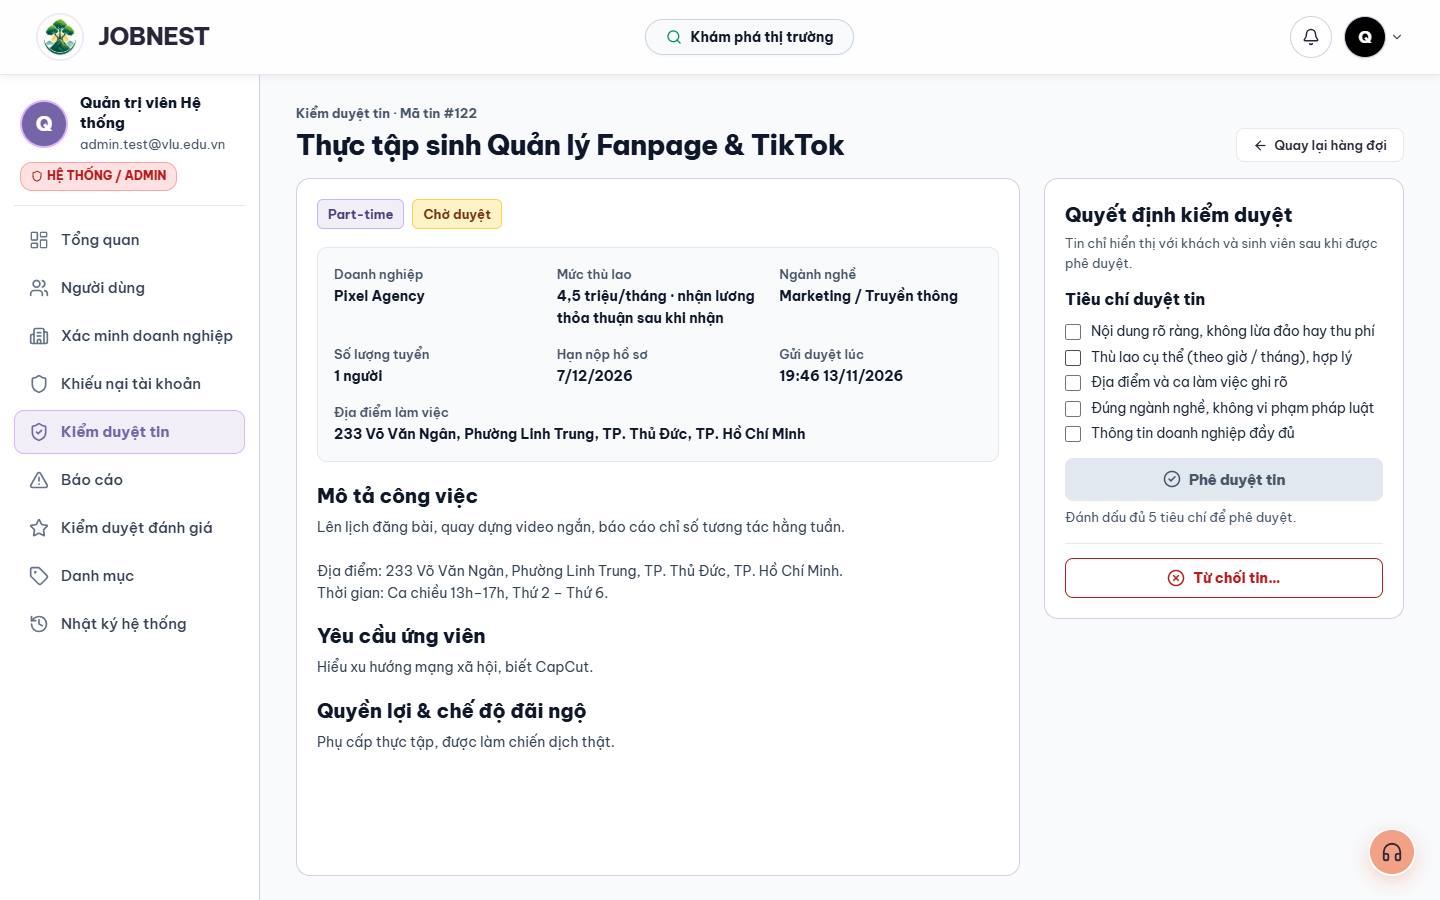 JOBNEST
Khám phá thị trường
Q
Q
Quản trị viên Hệ
thống
admin.test@vlu.edu.vn
HỆ THỐNG / ADMIN
Tổng quan
Người dùng
Xác minh doanh nghiệp
Khiếu nại tài khoản
Kiểm duyệt tin
Báo cáo
Kiểm duyệt đánh giá
Danh mục
Nhật ký hệ thống
Kiểm duyệt tin · Mã tin #122
Thực tập sinh Quản lý Fanpage & TikTok
Quay lại hàng đợi
Part-time
Chờ duyệt
Doanh nghiệp
Pixel Agency
Mức thù lao
4,5 triệu/tháng · nhận lương
thỏa thuận sau khi nhận
Ngành nghề
Marketing / Truyền thông
Số lượng tuyển
1 người
Hạn nộp hồ sơ
7/12/2026
Gửi duyệt lúc
19:46 13/11/2026
Địa điểm làm việc
233 Võ Văn Ngân, Phường Linh Trung, TP. Thủ Đức, TP. Hồ Chí Minh
Mô tả công việc
Lên lịch đăng bài, quay dựng video ngắn, báo cáo chỉ số tương tác hằng tuần.
Địa điểm: 233 Võ Văn Ngân, Phường Linh Trung, TP. Thủ Đức, TP. Hồ Chí Minh.
Thời gian: Ca chiều 13h–17h, Thứ 2 – Thứ 6.
Yêu cầu ứng viên
Hiểu xu hướng mạng xã hội, biết CapCut.
Quyền lợi & chế độ đãi ngộ
Phụ cấp thực tập, được làm chiến dịch thật.
Quyết định kiểm duyệt
Tin chỉ hiển thị với khách và sinh viên sau khi được
phê duyệt.
Tiêu chí duyệt tin
Nội dung rõ ràng, không lừa đảo hay thu phí
Thù lao cụ thể (theo giờ / tháng), hợp lý
Địa điểm và ca làm việc ghi rõ
Đúng ngành nghề, không vi phạm pháp luật
Thông tin doanh nghiệp đầy đủ
Phê duyệt tin
Đánh dấu đủ 5 tiêu chí để phê duyệt.
Từ chối tin...